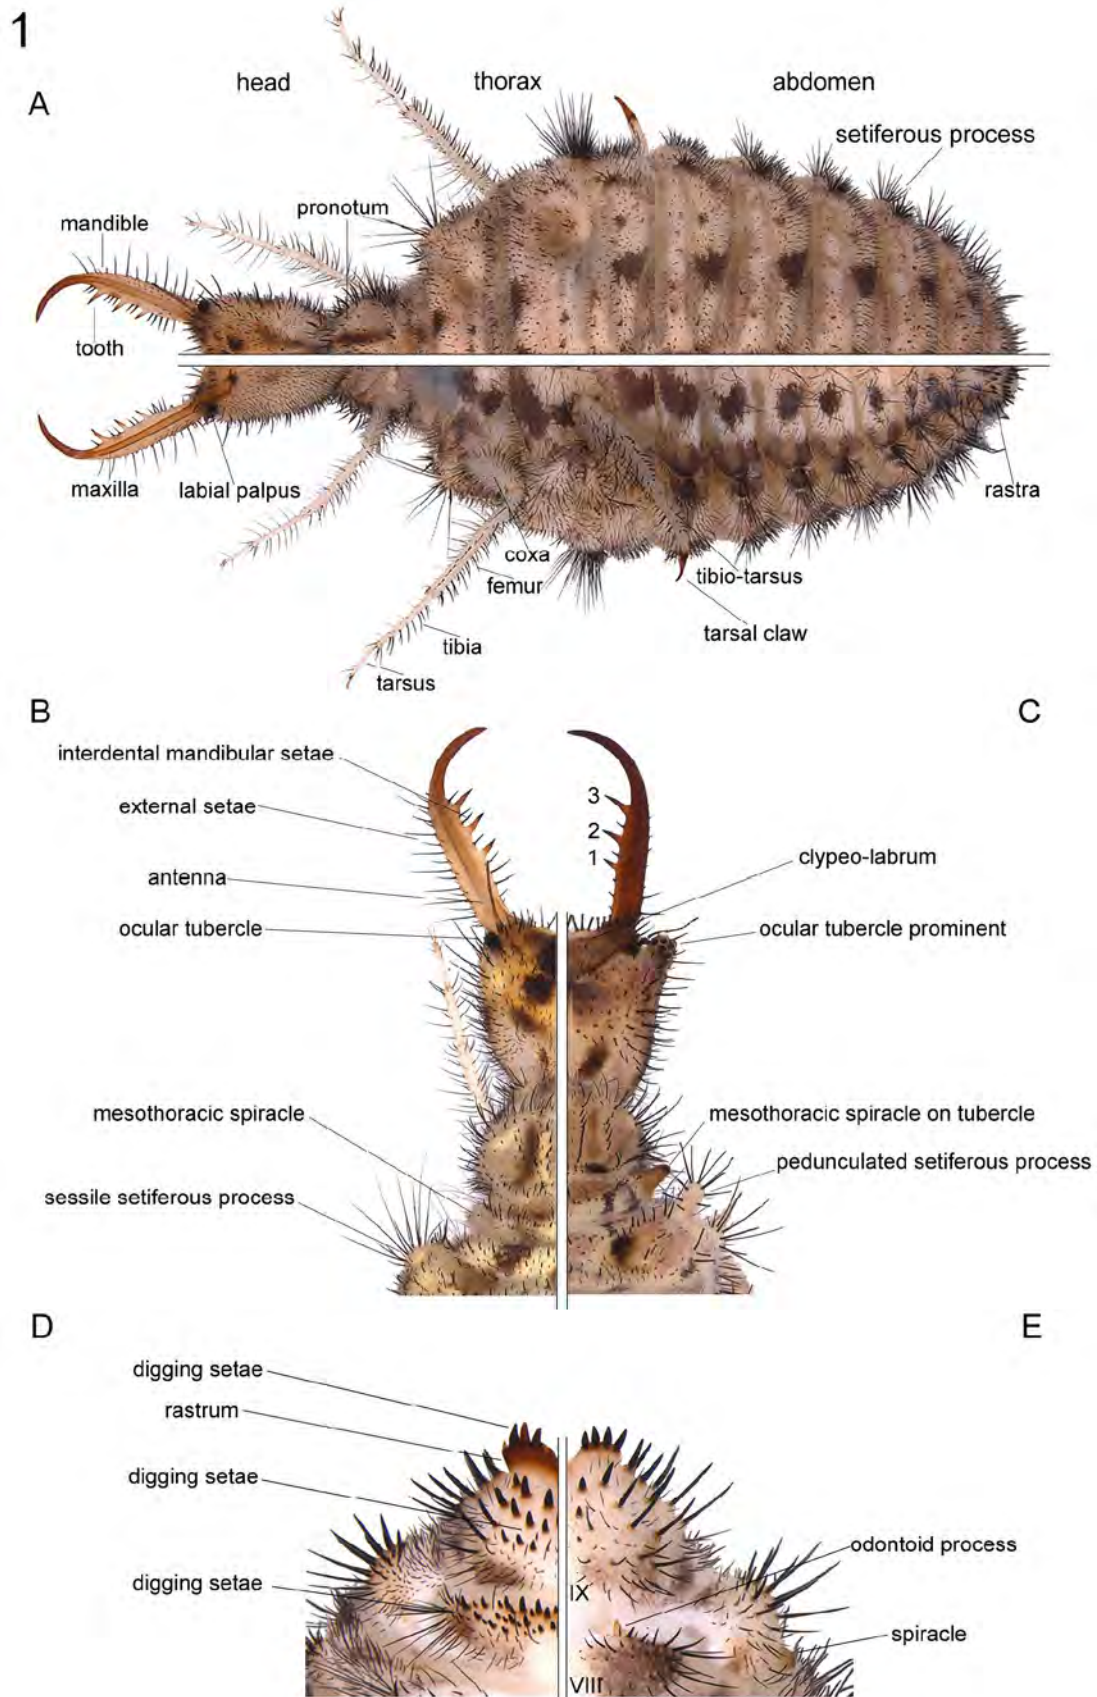 1
head
thorax
abdomen
A
setiferous process
pronotum
mandible
tooth
maxilla
labial palpus
rastra
coxa
femur
tibio-tarsus
tibia
tarsal claw
tarsus
B
C
interdental mandibular setae
3
external setae
2
1
clypeo-labrum
antenna
ocular tubercle
ocular tubercle prominent
mesothoracic spiracle
mesothoracic spiracle on tubercle
pedunculated setiferous process
sessile setiferous process
D
E
digging setae
rastrum
digging setae
odontoid process
digging setae
IX
spiracle
VIII